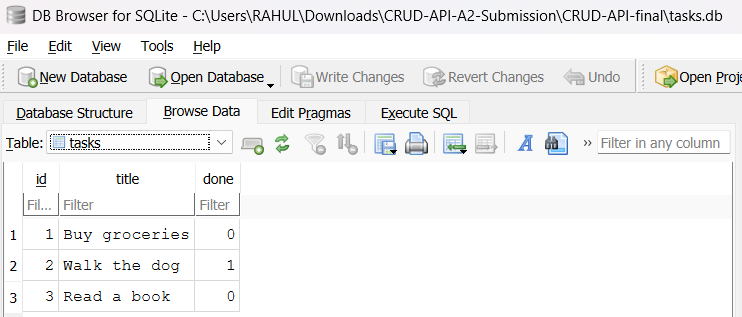 DB Browser for SQLite - C:\Users\RAHUL\Downloads\CRUD-API-A2-Submission\CRUD-API-final\tasks.db
File Edit View Tools Help
New Database Open Database Write Changes Revert Changes Undo Open Proj
Database Structure Browse Data Edit Pragmas Execute SQL
Table: tasks A » Filter in any column
id title done
Fil... Filter Filter
1 1 Buy groceries 0
2 2 Walk the dog 1
3 3 Read a book 0